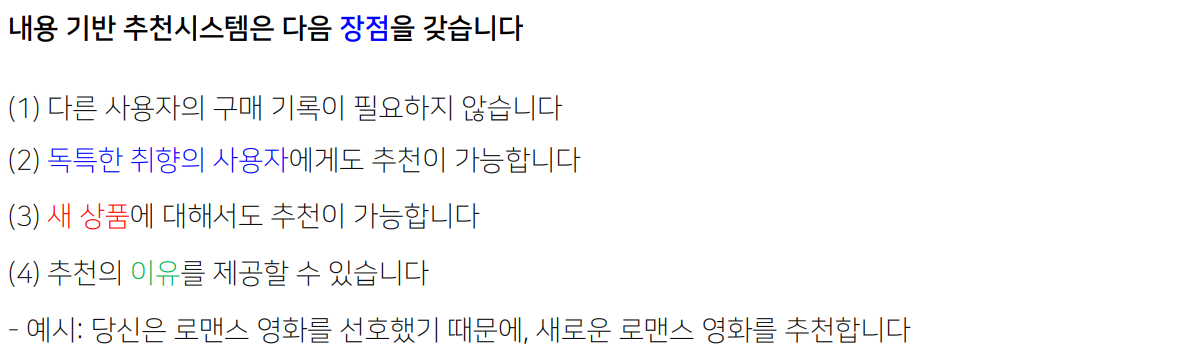 내용 기반 추천시스템은 다음 장점을 갖습니다
(1) 다른 사용자의 구매 기록이 필요하지 않습니다
(2) 독특한 취향의 사용자에게도 추천이 가능합니다
(3) 새 상품에 대해서도 추천이 가능합니다
(4) 추천의 이유를 제공할 수 있습니다
- 예시: 당신은 로맨스 영화를 선호했기 때문에, 새로운 로맨스 영화를 추천합니다